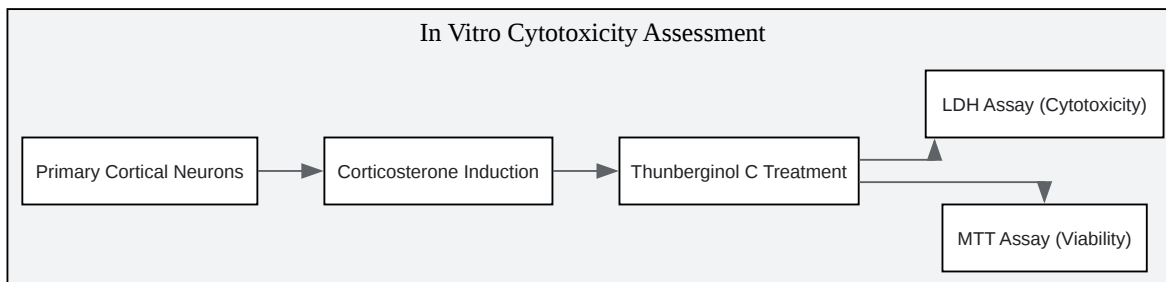 In Vitro Cytotoxicity Assessment
LDH Assay (Cytotoxicity)
Primary Cortical Neurons
Corticosterone Induction
Thunberginol C Treatment
MTT Assay (Viability)